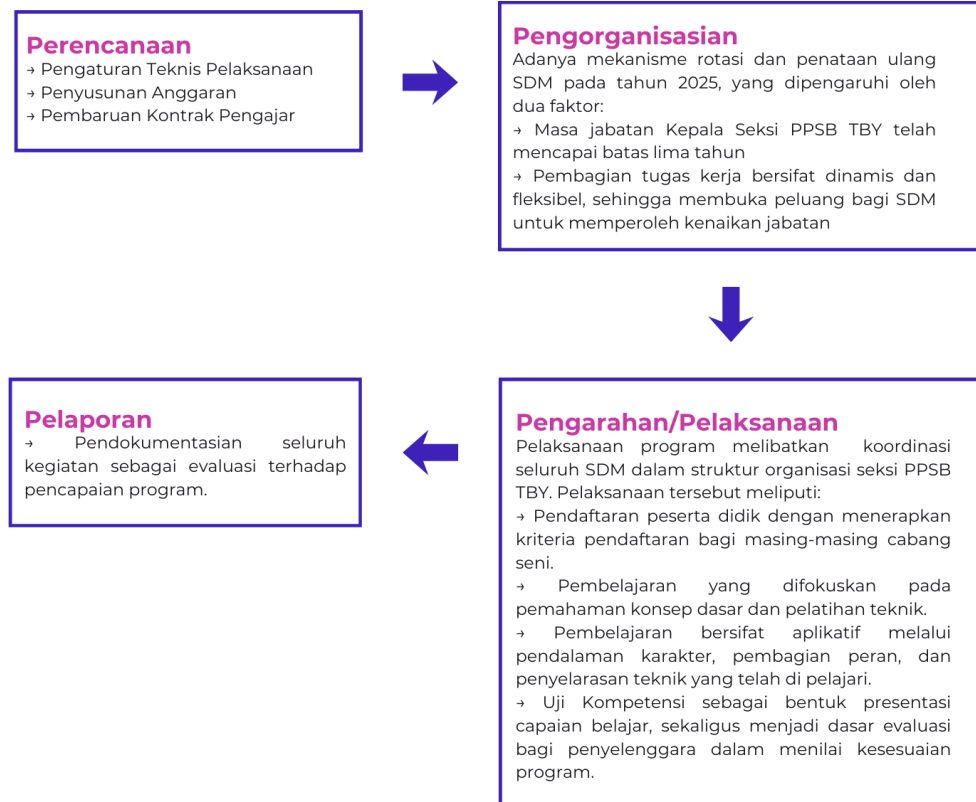 Perencanaan
→ Pengaturan Teknis Pelaksanaan
→ Penyusunan Anggaran
→ Pembaruan Kontrak Pengajar
Pengorganisasian
Adanya mekanisme rotasi dan penataan ulang
SDM pada tahun 2025, yang dipengaruhi oleh
dua faktor:
→ Masa jabatan Kepala Seksi PPSB TBY telah
mencapai batas lima tahun
→ Pembagian tugas kerja bersifat dinamis dan
fleksibel, sehingga membuka peluang bagi SDM
untuk memperoleh kenaikan jabatan
Pengarahan/Pelaksanaan
Pelaksanaan program melibatkan koordinasi
seluruh SDM dalam struktur organisasi seksi PPSB
TBY. Pelaksanaan tersebut meliputi:
→ Pendaftaran peserta didik dengan menerapkan
kriteria pendaftaran bagi masing-masing cabang
seni.
→ Pembelajaran yang difokuskan pada
pemahaman konsep dasar dan pelatihan teknik.
→ Pembelajaran bersifat aplikatif melalui
pendalaman karakter, pembagian peran, dan
penyelarasan teknik yang telah di pelajari.
→ Uji Kompetensi sebagai bentuk presentasi
capaian belajar, sekaligus menjadi dasar evaluasi
bagi penyelenggara dalam menilai kesesuaian
program.
Pelaporan
→ Pendokumentasian seluruh
kegiatan sebagai evaluasi terhadap
pencapaian program.